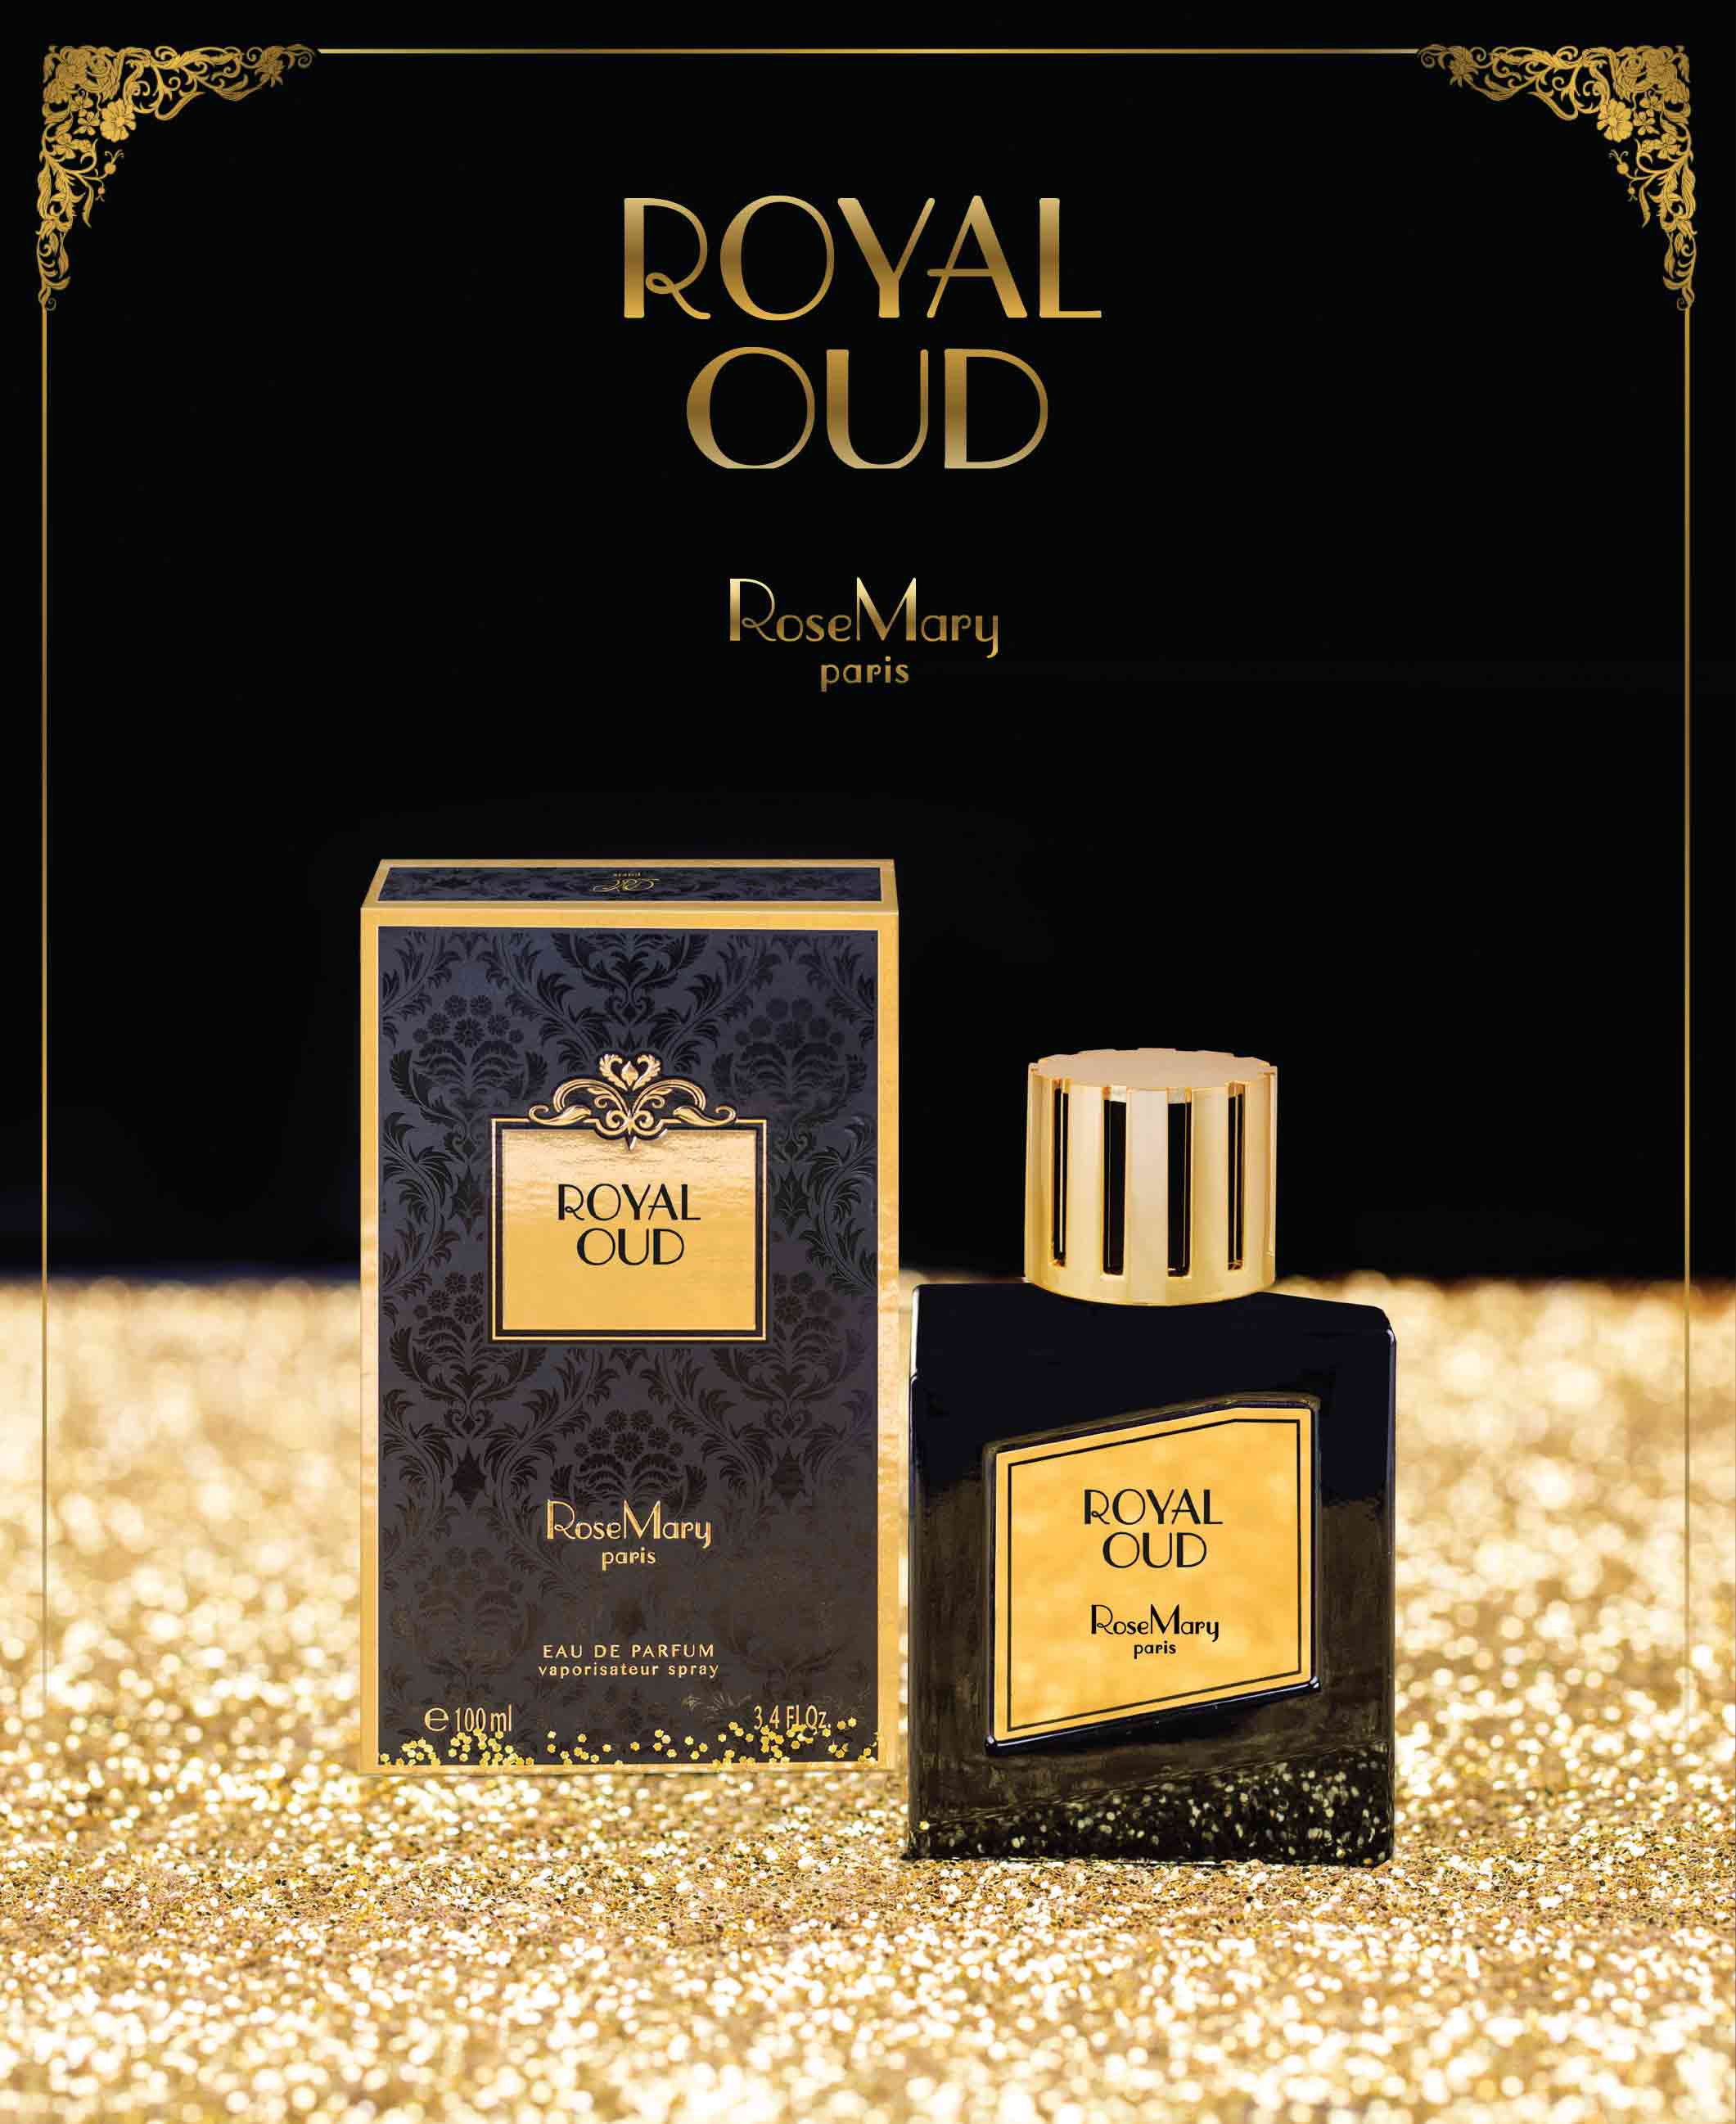 ROYAL
OUD
RoseMary
paris
ROYAL
OUD
RoseMary
paris
EAU DE PARFUM
vaporisateur spray
℮ 100 ml
3.4 Fl.Oz.
ROYAL
OUD
RoseMary
paris